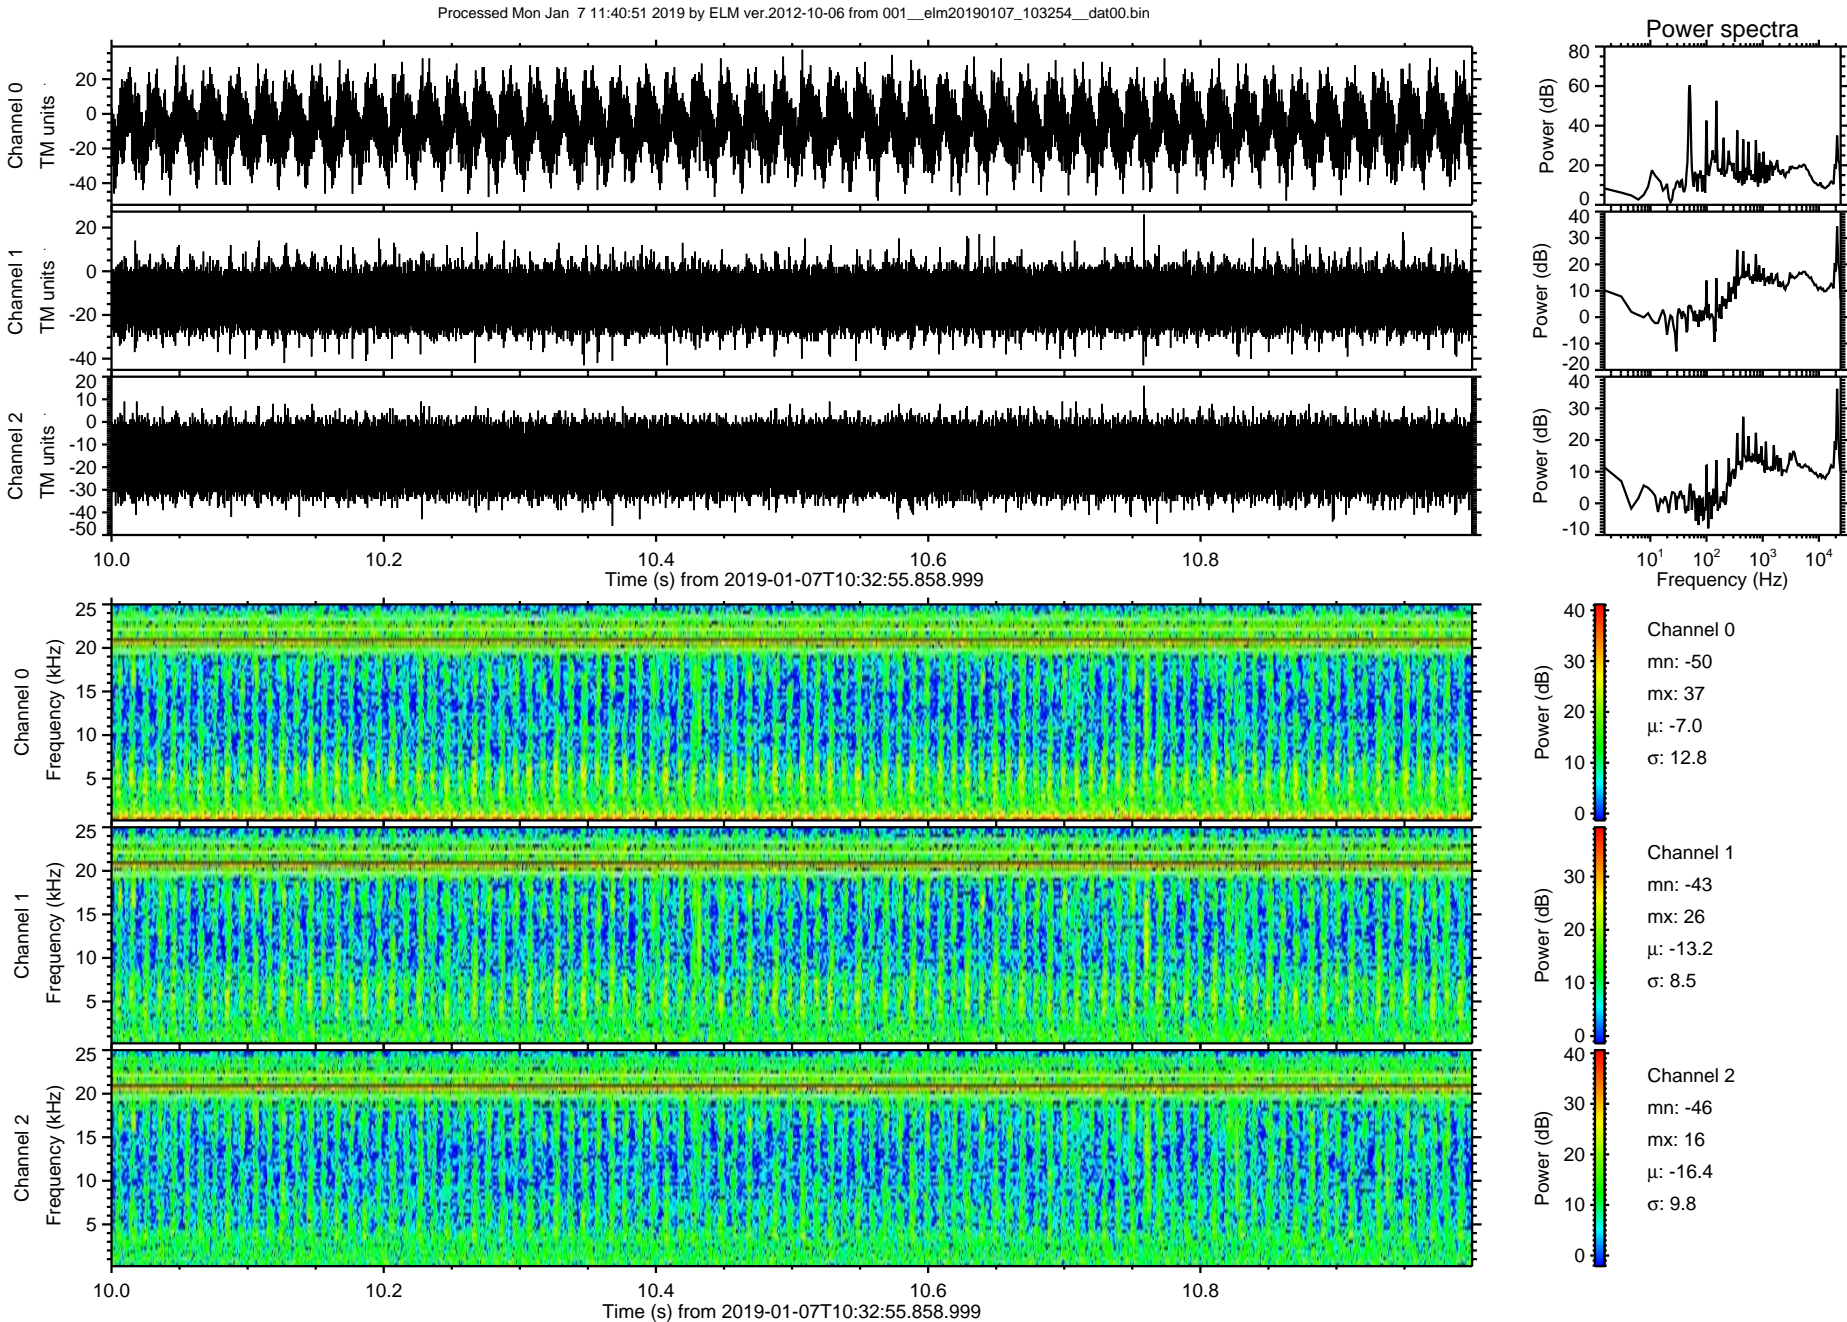 Processed Mon Jan  7 11:40:51 2019 by ELM ver.2012-10-06 from 001__elm20190107_103254__dat00.bin
Power spectra
Channel 0
TM units
20
0
-20
-40
Power (dB)
80
60
40
20
0
Channel 1
TM units
20
0
-20
-40
Power (dB)
40
30
20
10
0
-10
-20
Channel 2
TM units
20
10
0
-10
-20
-30
-40
-50
Power (dB)
40
30
20
10
0
-10
10.0 10.2 10.4 10.6 10.8
Time (s) from 2019-01-07T10:32:55.858.999
10^1 10^2 10^3 10^4
Frequency (Hz)
Channel 0
Frequency (kHz)
25
20
15
10
5
Power (dB)
40
30
20
10
0
Channel 0
mn: -50
mx: 37
μ: -7.0
σ: 12.8
Channel 1
Frequency (kHz)
25
20
15
10
5
Power (dB)
30
20
10
0
Channel 1
mn: -43
mx: 26
μ: -13.2
σ: 8.5
Channel 2
Frequency (kHz)
25
20
15
10
5
Power (dB)
40
30
20
10
0
Channel 2
mn: -46
mx: 16
μ: -16.4
σ: 9.8
10.0 10.2 10.4 10.6 10.8
Time (s) from 2019-01-07T10:32:55.858.999